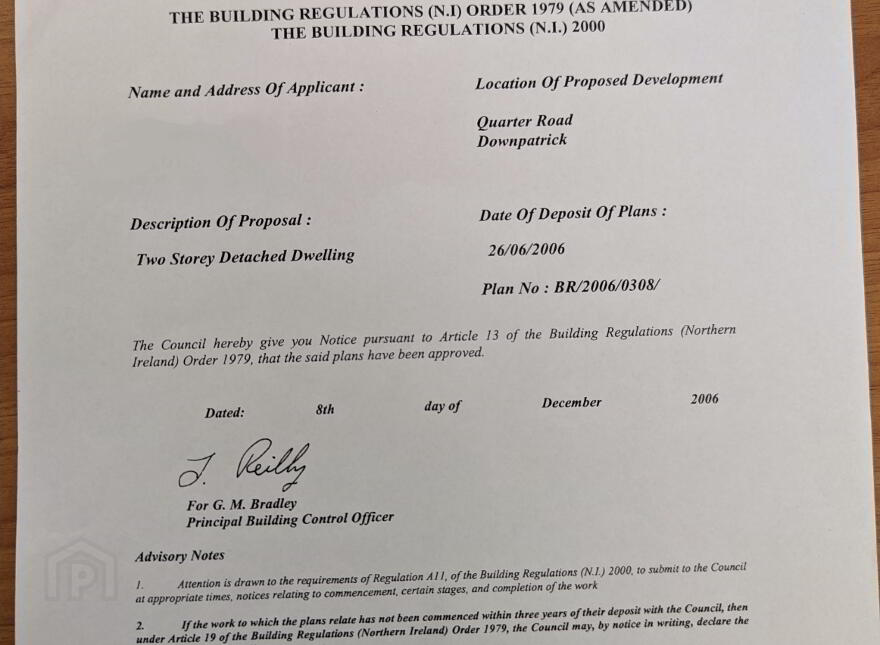 THE BUILDING REGULATIONS (N.I) ORDER 1979 (AS AMENDED)
THE BUILDING REGULATIONS (N.I.) 2000
Name and Address Of Applicant :
Location Of Proposed Development
Quarter Road
Downpatrick
Description Of Proposal :
Date Of Deposit Of Plans :
Two Storey Detached Dwelling
26/06/2006
Plan No : BR/2006/0308/
The Council hereby give you Notice pursuant to Article 13 of the Building Regulations (Northern
Ireland) Order 1979, that the said plans have been approved.
Dated: 8th day of December 2006
J. Reilly
For G. M. Bradley
Principal Building Control Officer
Advisory Notes
1. Attention is drawn to the requirements of Regulation A11, of the Building Regulations (N.I.) 2000, to submit to the Council
at appropriate times, notices relating to commencement, certain stages, and completion of the work
2. If the work to which the plans relate has not been commenced within three years of their deposit with the Council, then
under Article 19 of the Building Regulations (Northern Ireland) Order 1979, the Council may, by notice in writing, declare the